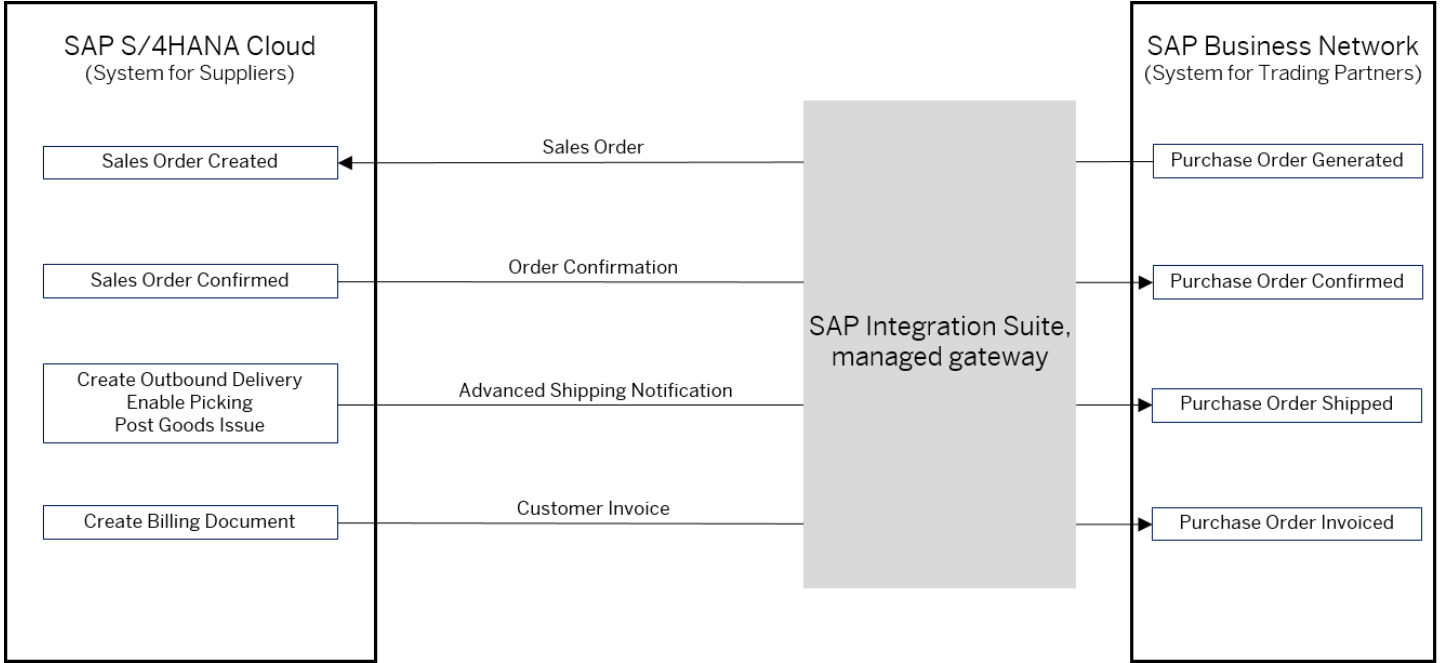 SAP S/4HANA Cloud
(System for Suppliers)
SAP Business Network
(System for Trading Partners)
Sales Order Created
Sales Order
Purchase Order Generated
Sales Order Confirmed
Order Confirmation
Purchase Order Confirmed
SAP Integration Suite,
managed gateway
Create Outbound Delivery
Enable Picking
Post Goods Issue
Advanced Shipping Notification
Purchase Order Shipped
Create Billing Document
Customer Invoice
Purchase Order Invoiced